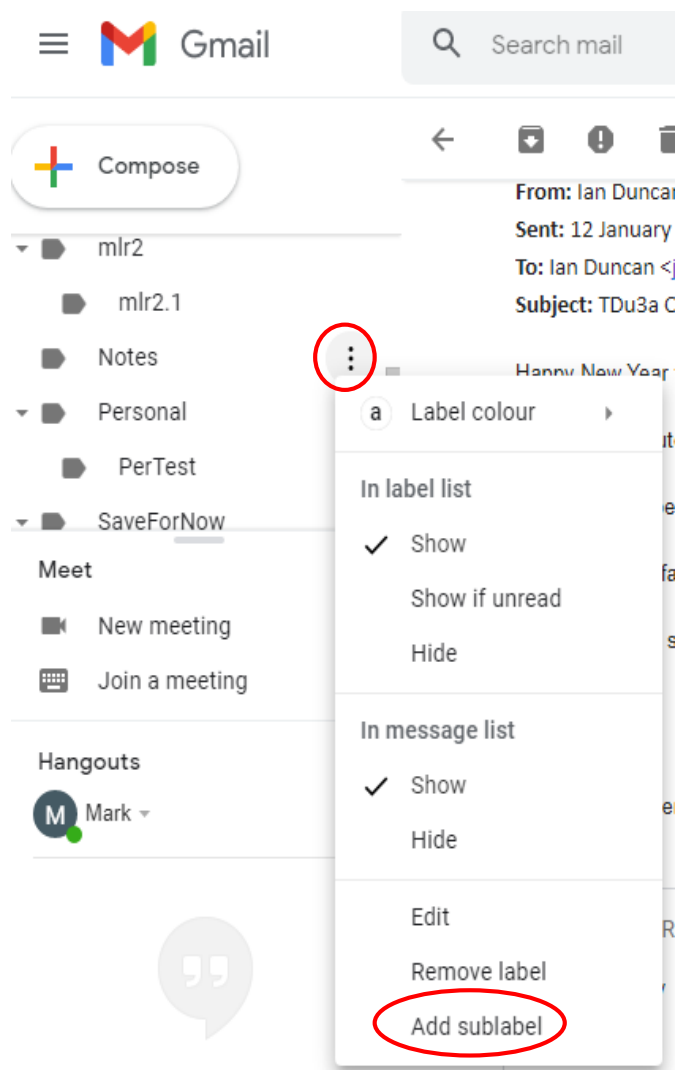 Gmail
Search mail
Compose
From: Ian Duncan
Sent: 12 January
To: Ian Duncan <j
Subject: TDu3a C
Happy New Year
mlr2
mlr2.1
Notes
Personal
PerTest
SaveForNow
Meet
New meeting
Join a meeting
Hangouts
M Mark
a Label colour
In label list
Show
Show if unread
Hide
In message list
Show
Hide
Edit
Remove label
Add sublabel